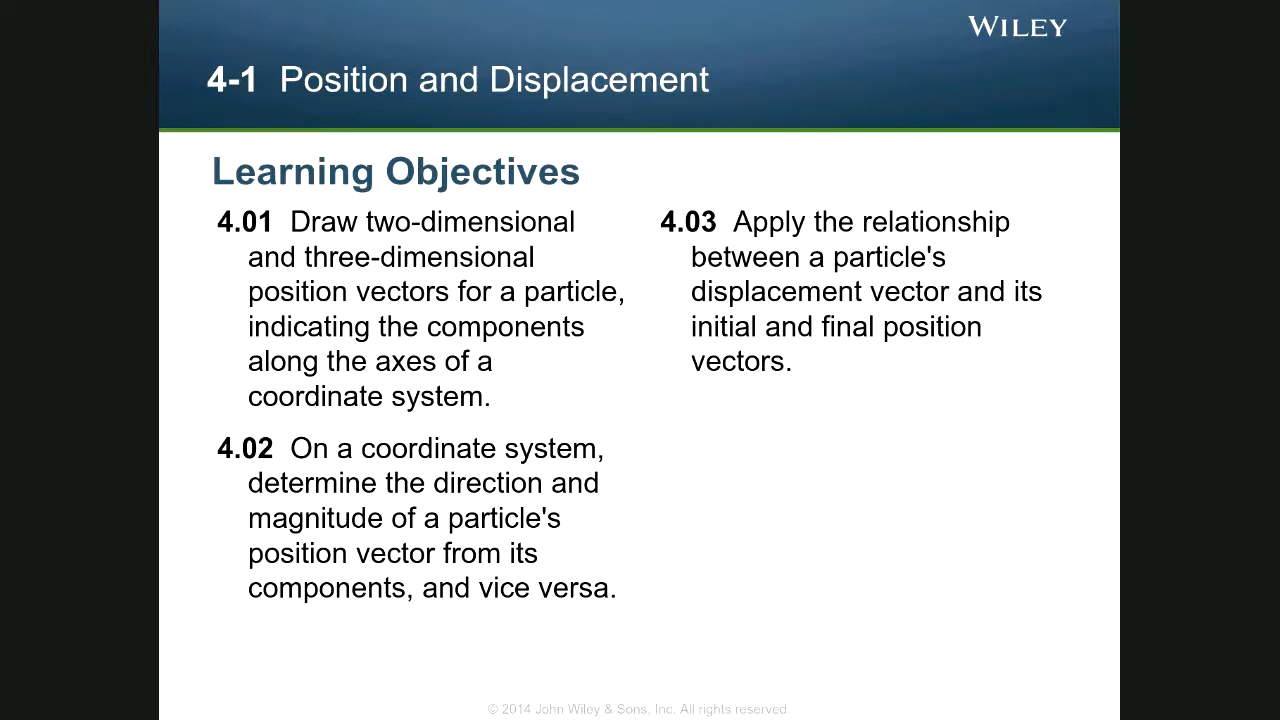 WILEY
4-1 Position and Displacement
Learning Objectives
4.01 Draw two-dimensional
and three-dimensional
position vectors for a particle,
indicating the components
along the axes of a
coordinate system.
4.02 On a coordinate system,
determine the direction and
magnitude of a particle's
position vector from its
components, and vice versa.
4.03 Apply the relationship
between a particle's
displacement vector and its
initial and final position
vectors.
© 2014 John Wiley & Sons, Inc. All rights reserved.